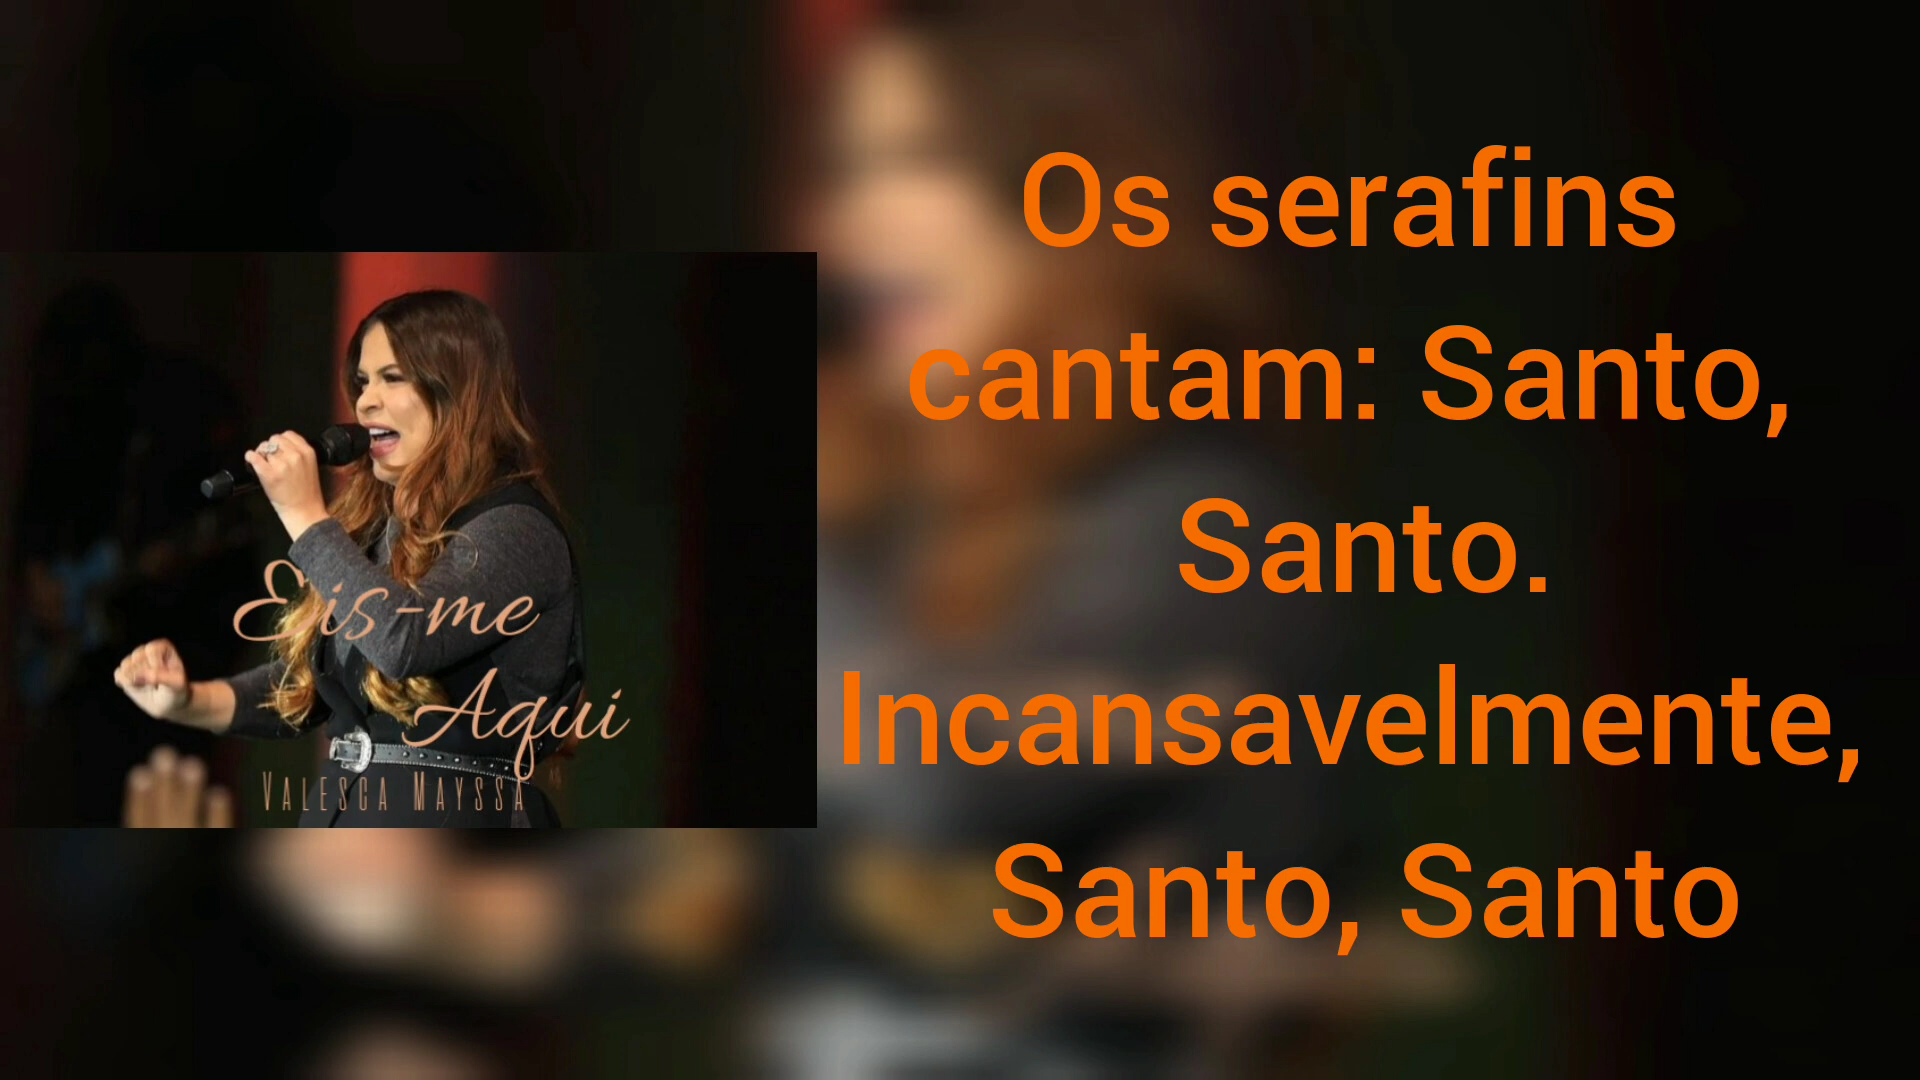 Eis-me
Aqui
VALESCA MAYSSA
Os serafins
cantam: Santo,
Santo.
Incansavelmente,
Santo, Santo